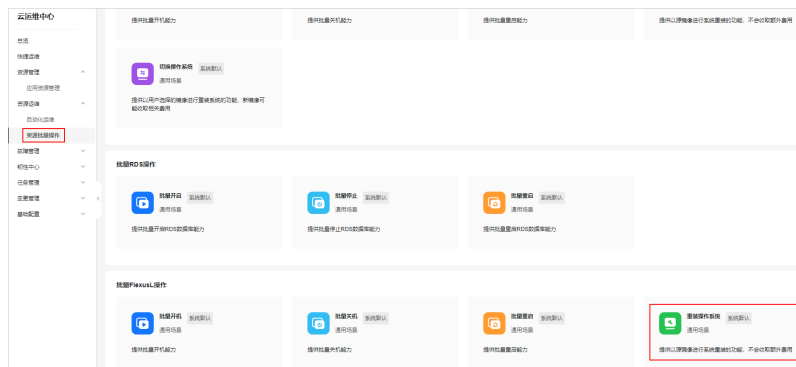 云运维中心
总览
快捷运维
资源管理
应用资源管理
资源运维
自动化运维
资源批量操作
故障管理
韧性中心
任务管理
变更管理
基础配置
提供批量开机能力
提供批量关机能力
提供批量重启能力
提供以原镜像进行系统重装的功能，不会收取额外费用
切换操作系统 系统默认
通用场景
提供以用户选择的镜像进行重装系统的功能，新镜像可
能收取相关费用
批量RDS操作
批量开启 系统默认
通用场景
提供批量开启RDS数据库能力
批量停止 系统默认
通用场景
提供批量停止RDS数据库能力
批量重启 系统默认
通用场景
提供批量重启RDS数据库能力
批量FlexusL操作
批量开机 系统默认
通用场景
提供批量开机能力
批量关机 系统默认
通用场景
提供批量关机能力
批量重启 系统默认
通用场景
提供批量重启能力
重装操作系统 系统默认
通用场景
提供以原镜像进行系统重装的功能，不会收取额外费用